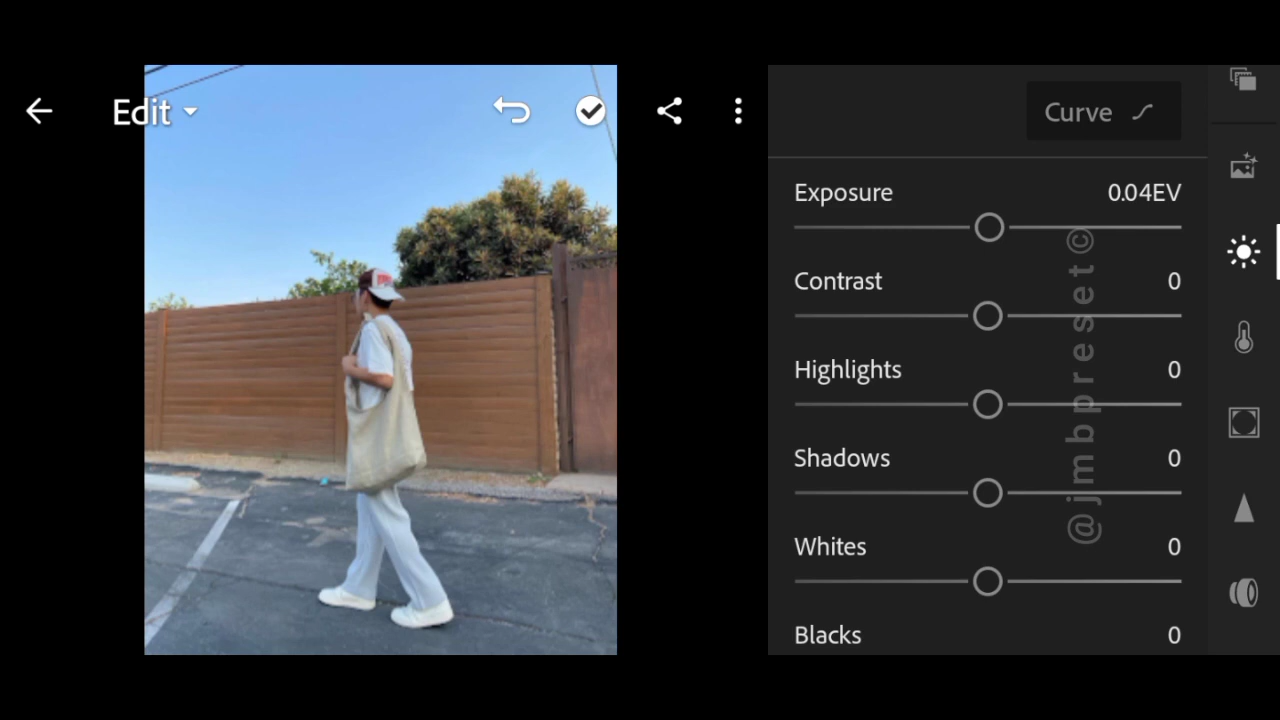 Edit
Curve
Exposure 0.04EV
Contrast 0
Highlights 0
Shadows 0
Whites 0
Blacks 0
@jmbpreset©